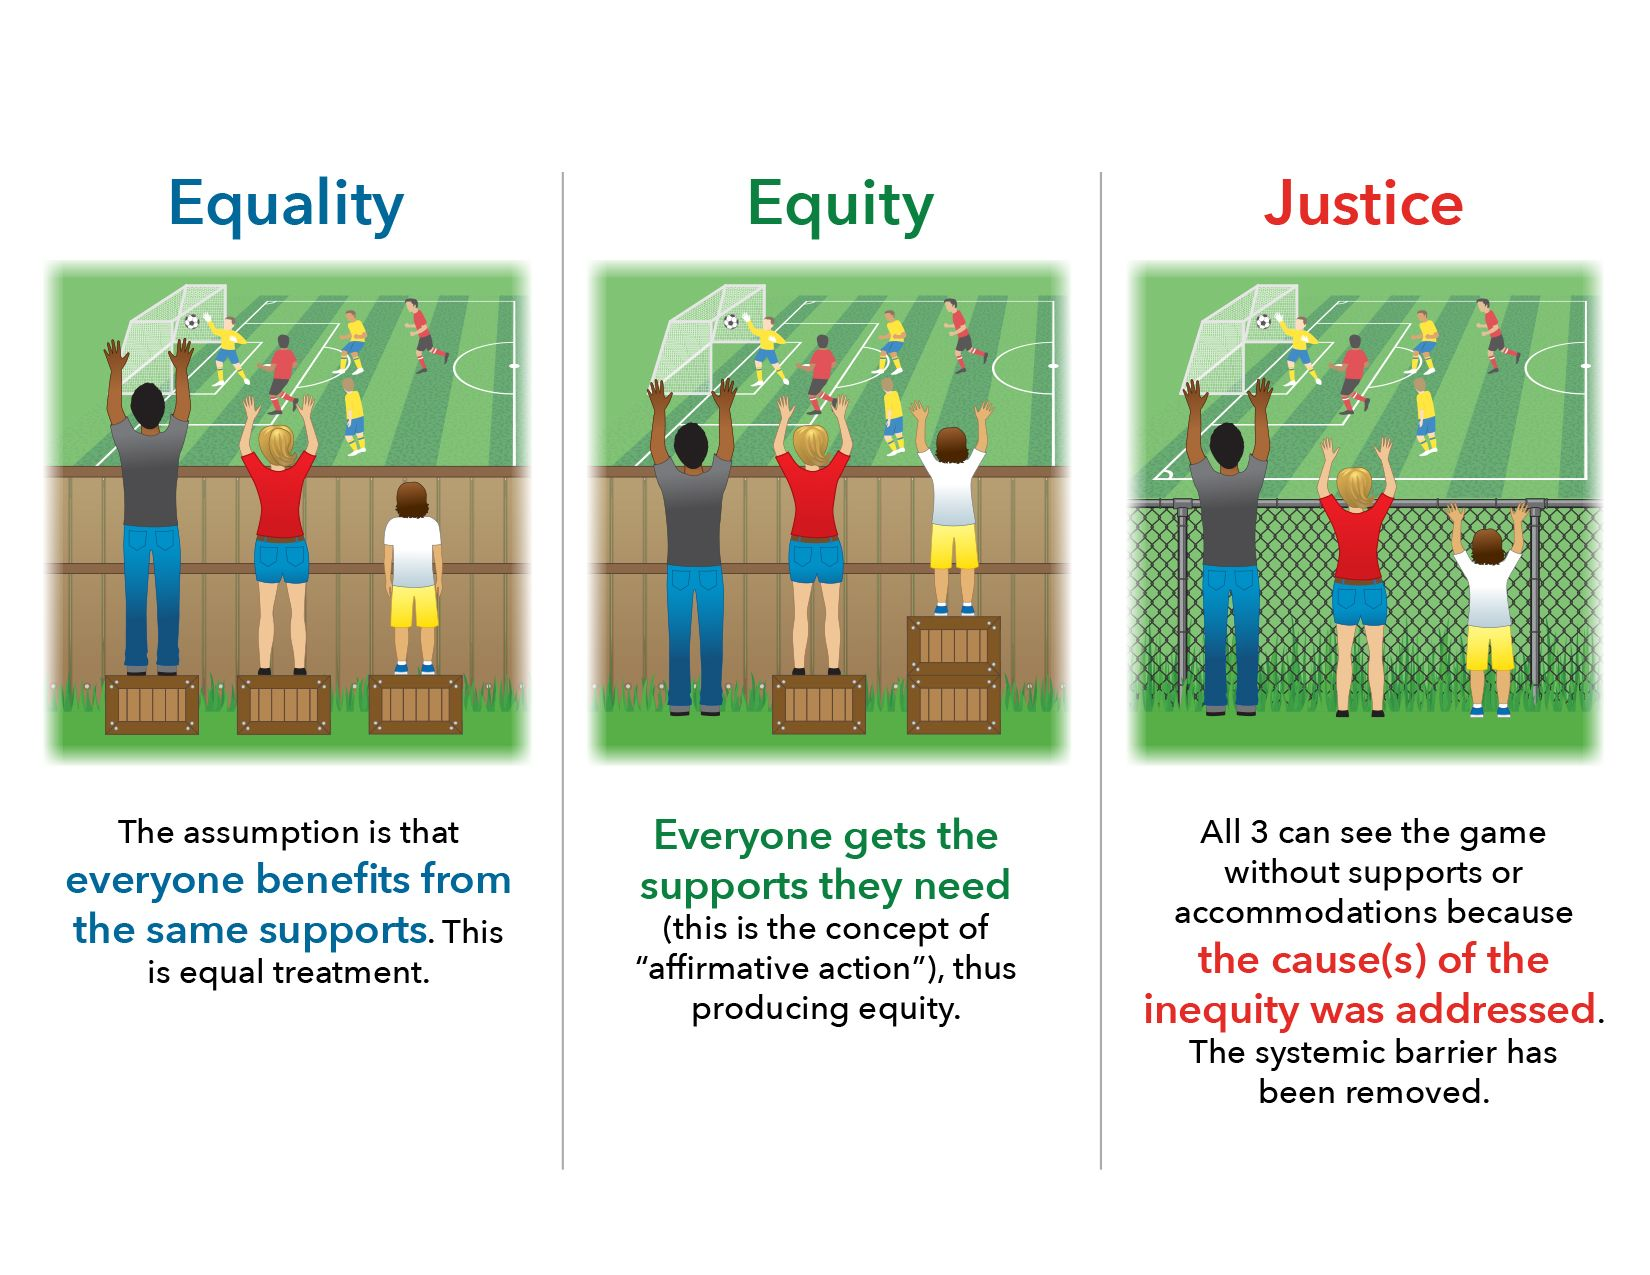 Equality
The assumption is that
everyone benefits from
the same supports. This
is equal treatment.
Equity
Everyone gets the
supports they need
(this is the concept of
“affirmative action”), thus
producing equity.
Justice
All 3 can see the game
without supports or
accommodations because
the cause(s) of the
inequity was addressed.
The systemic barrier has
been removed.